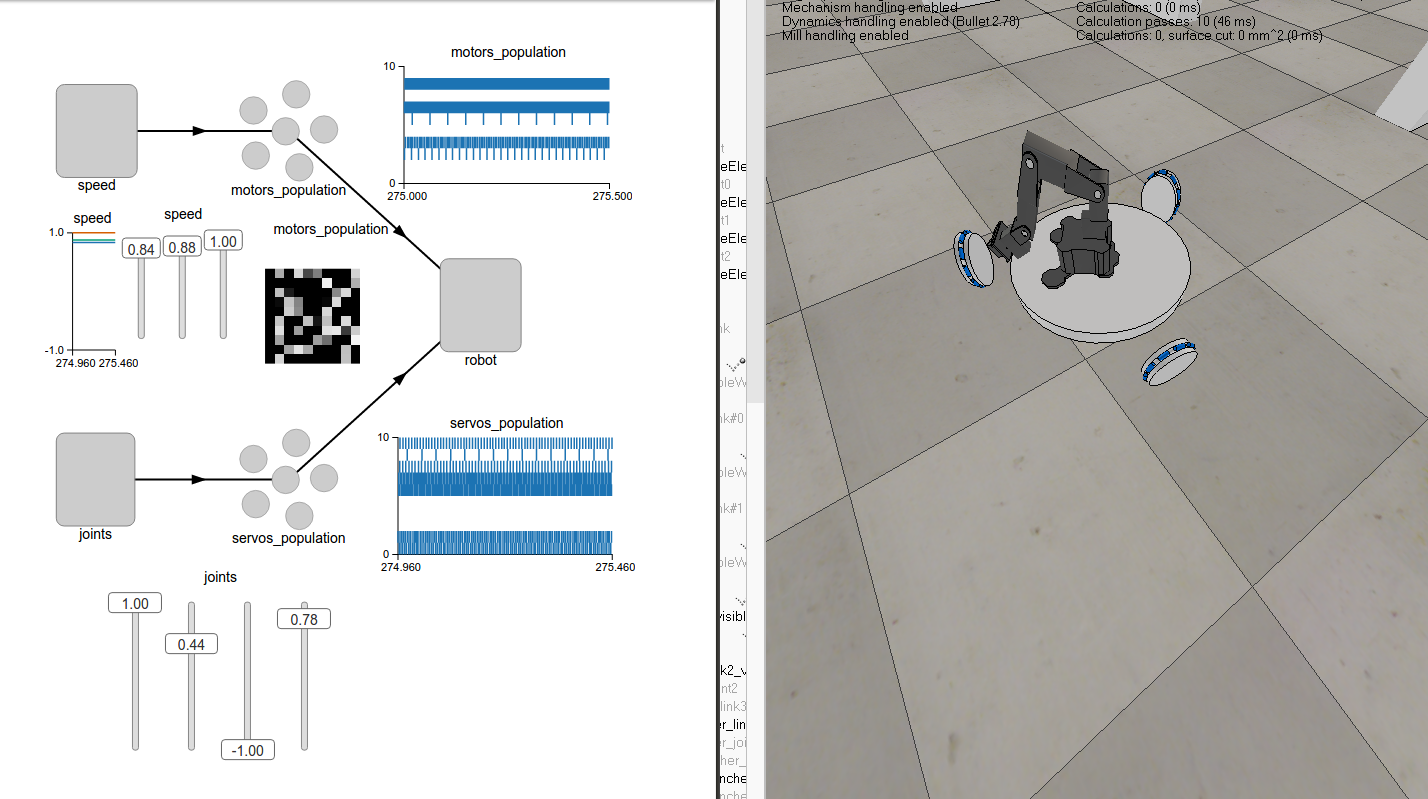 motors_population
10
0
275.000
275.500
speed
motors_population
speed
1.0
-1.0
274.960 275.460
speed
0.84
0.88
1.00
motors_population
robot
servos_population
10
0
274.960
275.460
joints
servos_population
joints
1.00
0.44
-1.00
0.78
t
eEle
t0
eEle
t1
eEle
t2
eEle
nk
bleW
nk#0
bleW
nk#1
bleW
visibl
k2_v
nt2
link3
er_lin
er_joi
her_
nche
nche
Mechanism handling enabled
Dynamics handling enabled (Bullet 2.78)
Mill handling enabled
Calculations: 0 (0 ms)
Calculation passes: 10 (46 ms)
Calculations: 0, surface cut: 0 mm^2 (0 ms)